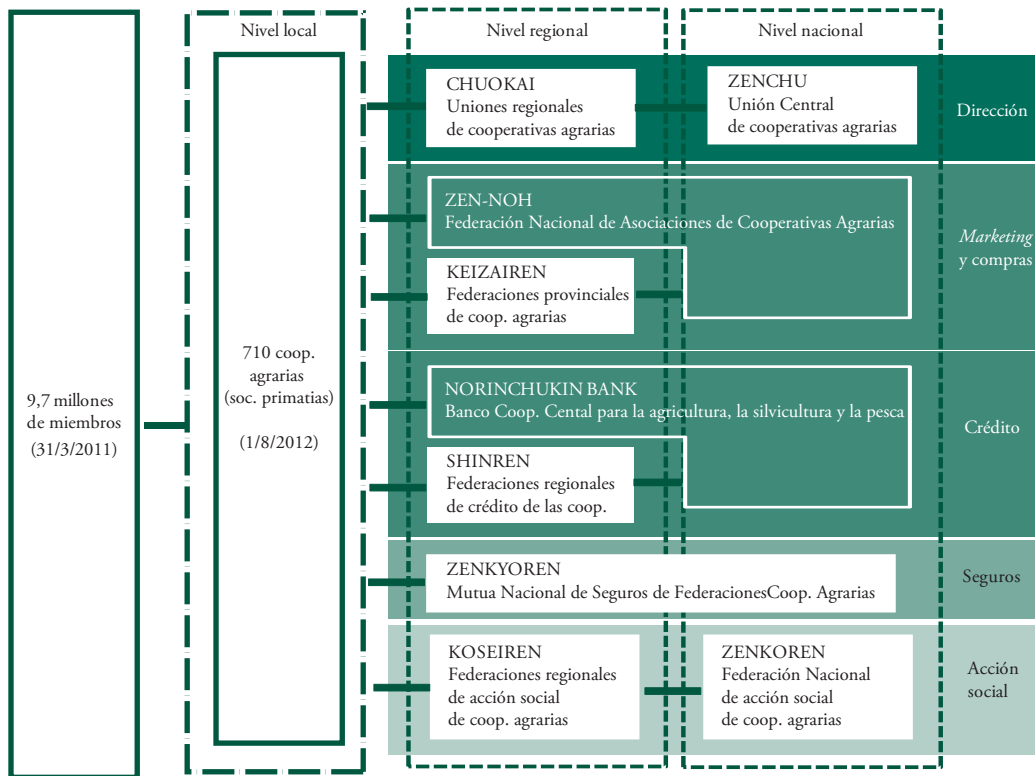 Nivel local
Nivel regional
Nivel nacional
9,7 millones
de miembros
(31/3/2011)
710 coop.
agrarias
(soc. primatias)
(1/8/2012)
CHUOKAI
Uniones regionales
de cooperativas agrarias
ZENCHU
Unión Central
de cooperativas agrarias
Dirección
ZEN-NOH
Federación Nacional de Asociaciones de Cooperativas Agrarias
KEIZAIREN
Federaciones provinciales
de coop. agrarias
Marketing
y compras
NORINCHUKIN BANK
Banco Coop. Cental para la agricultura, la silvicultura y la pesca
SHINREN
Federaciones regionales
de crédito de las coop.
Crédito
ZENKYOREN
Mutua Nacional de Seguros de FederacionesCoop. Agrarias
Seguros
KOSEIREN
Federaciones regionales
de acción social
de coop. agrarias
ZENKOREN
Federación Nacional
de acción social
de coop. agrarias
Acción
social